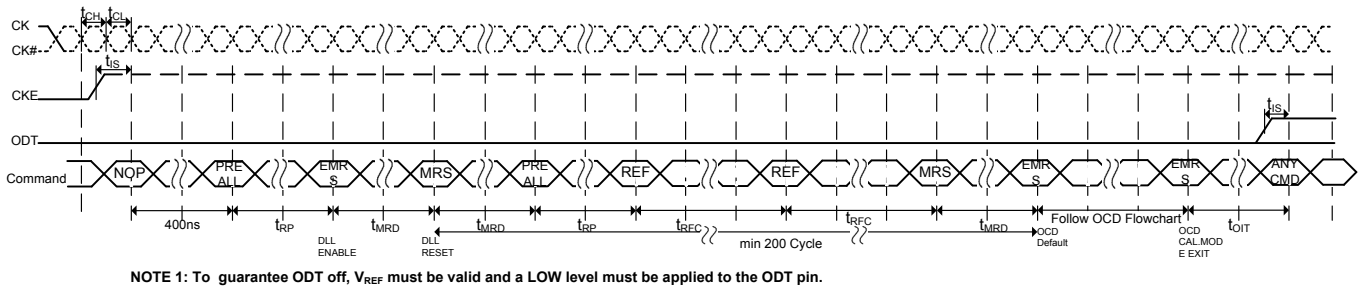 CK
tCH tCL
CK#
tIS
CKE
tIS
ODT
Command
NOP
PRE ALL
EMR S
MRS
PRE ALL
REF
REF
MRS
EMR S
EMR S
ANY CMD
400ns
tRP
tMRD
tMRD
tRP
tRFC
tRFC
tMRD
Follow OCD Flowchart
tOIT
DLL
ENABLE
DLL
RESET
min 200 Cycle
OCD
Default
OCD
CAL.MOD
E EXIT
NOTE 1: To guarantee ODT off, VREF must be valid and a LOW level must be applied to the ODT pin.